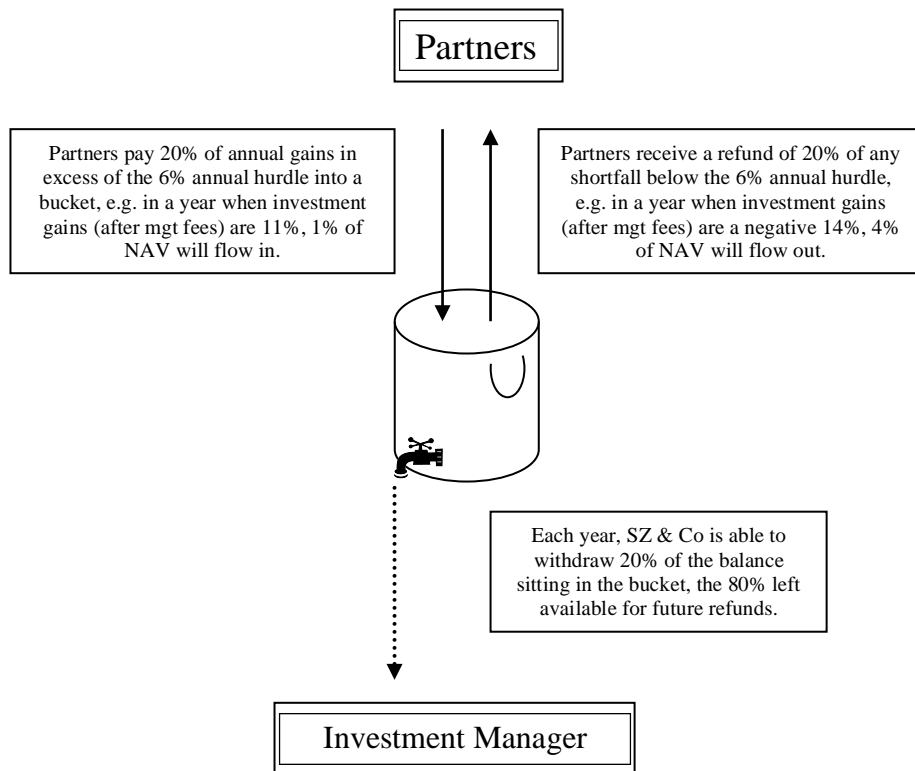 Partners
Partners pay 20% of annual gains in
excess of the 6% annual hurdle into a
bucket, e.g. in a year when investment
gains (after mgt fees) are 11%, 1% of
NAV will flow in.
Partners receive a refund of 20% of any
shortfall below the 6% annual hurdle,
e.g. in a year when investment gains
(after mgt fees) are a negative 14%, 4%
of NAV will flow out.
Each year, SZ & Co is able to
withdraw 20% of the balance
sitting in the bucket, the 80% left
available for future refunds.
Investment Manager